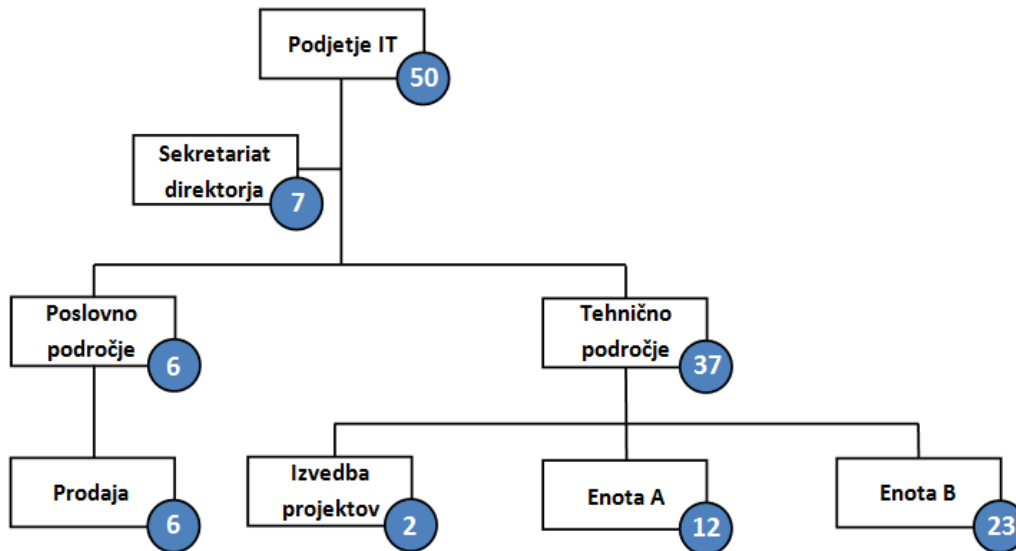 Podjetje IT
50
Sekretariat
direktorja
7
Poslovno
področje
6
Tehnično
področje
37
Prodaja
6
Izvedba
projektov
2
Enota A
12
Enota B
23